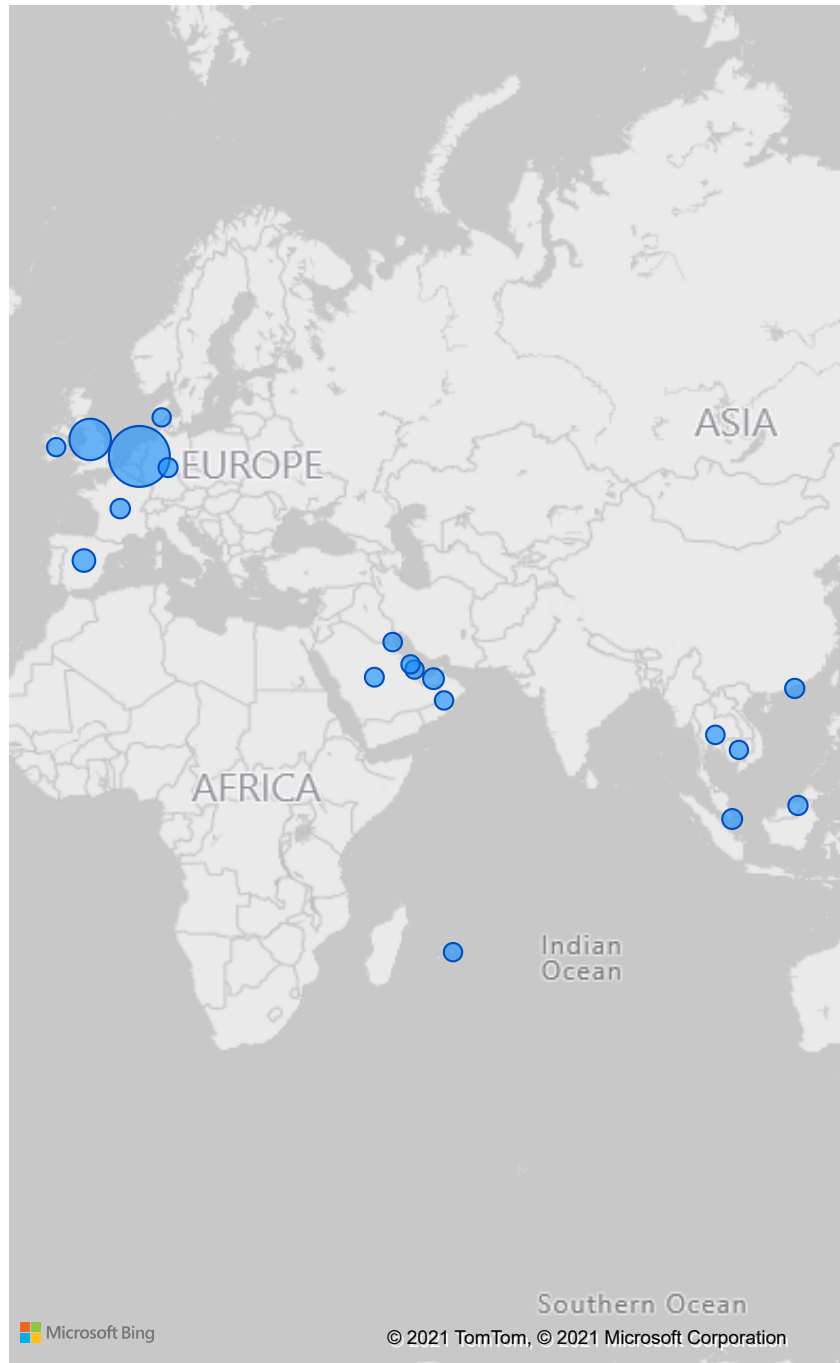 ASIA
EUROPE
AFRICA
Indian
Ocean
Southern Ocean
Microsoft Bing
© 2021 TomTom, © 2021 Microsoft Corporation